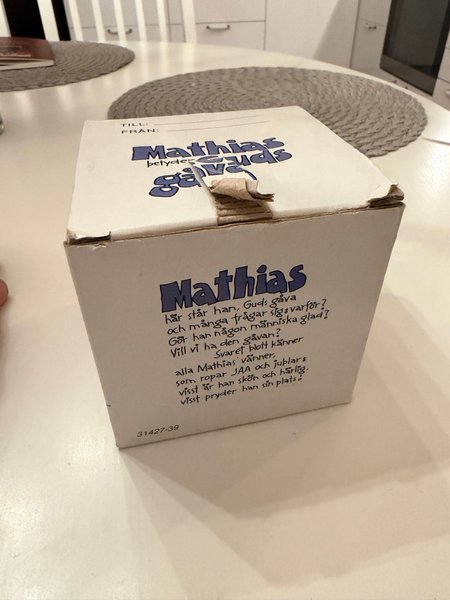 TILL:
FRÅN:
Mathias
betyder Guds
gåva
Mathias
här står han, Guds gåva
och många frågar sig: varför?
Gör han någon människa glad?
Vill vi ha den gåvan?
Svaret blott känner
alla Mathias' vänner,
som ropar JAA och jublar:
visst är han skön och härlig.
visst pryder han sin plats!
31427-39